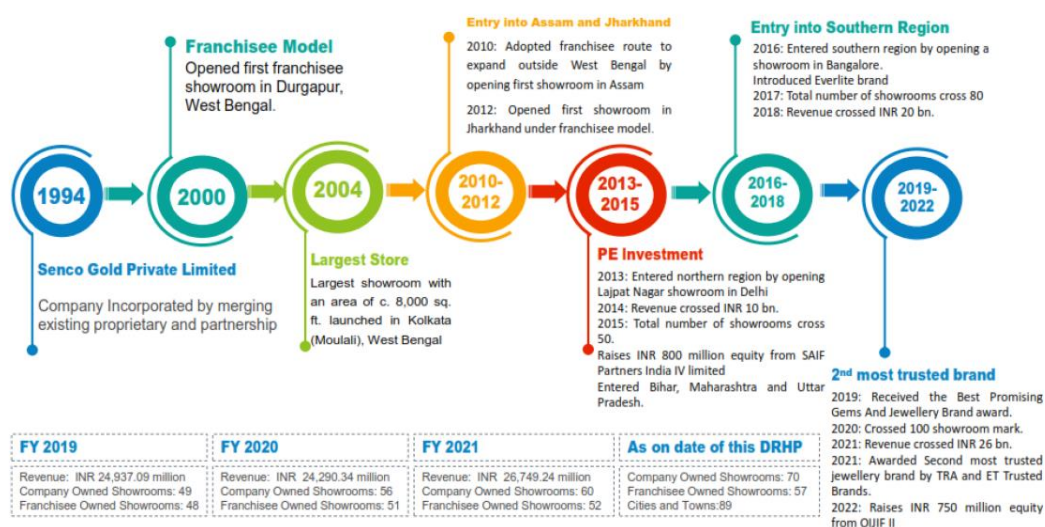 Franchisee Model
Opened first franchisee
showroom in Durgapur,
West Bengal.
Entry into Assam and Jharkhand
2010: Adopted franchisee route to
expand outside West Bengal by
opening first showroom in Assam
2012: Opened first showroom in
Jharkhand under franchisee model.
Entry into Southern Region
2016: Entered southern region by opening a
showroom in Bangalore.
Introduced Everlite brand
2017: Total number of showrooms cross 80
2018: Revenue crossed INR 20 bn.
1994
2000
2004
2010-
2012
2013-
2015
2016-
2018
2019-
2022
Senco Gold Private Limited
Company Incorporated by merging
existing proprietary and partnership
Largest Store
Largest showroom with
an area of c. 8,000 sq.
ft. launched in Kolkata
(Moulali), West Bengal
PE Investment
2013: Entered northern region by opening
Lajpat Nagar showroom in Delhi
2014: Revenue crossed INR 10 bn.
2015: Total number of showrooms cross
50.
Raises INR 800 million equity from SAIF
Partners India IV limited
Entered Bihar, Maharashtra and Uttar
Pradesh.
2nd most trusted brand
2019: Received the Best Promising
Gems And Jewellery Brand award.
2020: Crossed 100 showroom mark.
2021: Revenue crossed INR 26 bn.
2021: Awarded Second most trusted
jewellery brand by TRA and ET Trusted
Brands.
2022: Raises INR 750 million equity
from OIJIF II
FY 2019
Revenue: INR 24,937.09 million
Company Owned Showrooms: 49
Franchisee Owned Showrooms: 48
FY 2020
Revenue: INR 24,290.34 million
Company Owned Showrooms: 56
Franchisee Owned Showrooms: 51
FY 2021
Revenue: INR 26,749.24 million
Company Owned Showrooms: 60
Franchisee Owned Showrooms: 52
As on date of this DRHP
Company Owned Showrooms: 70
Franchisee Owned Showrooms: 57
Cities and Towns:89